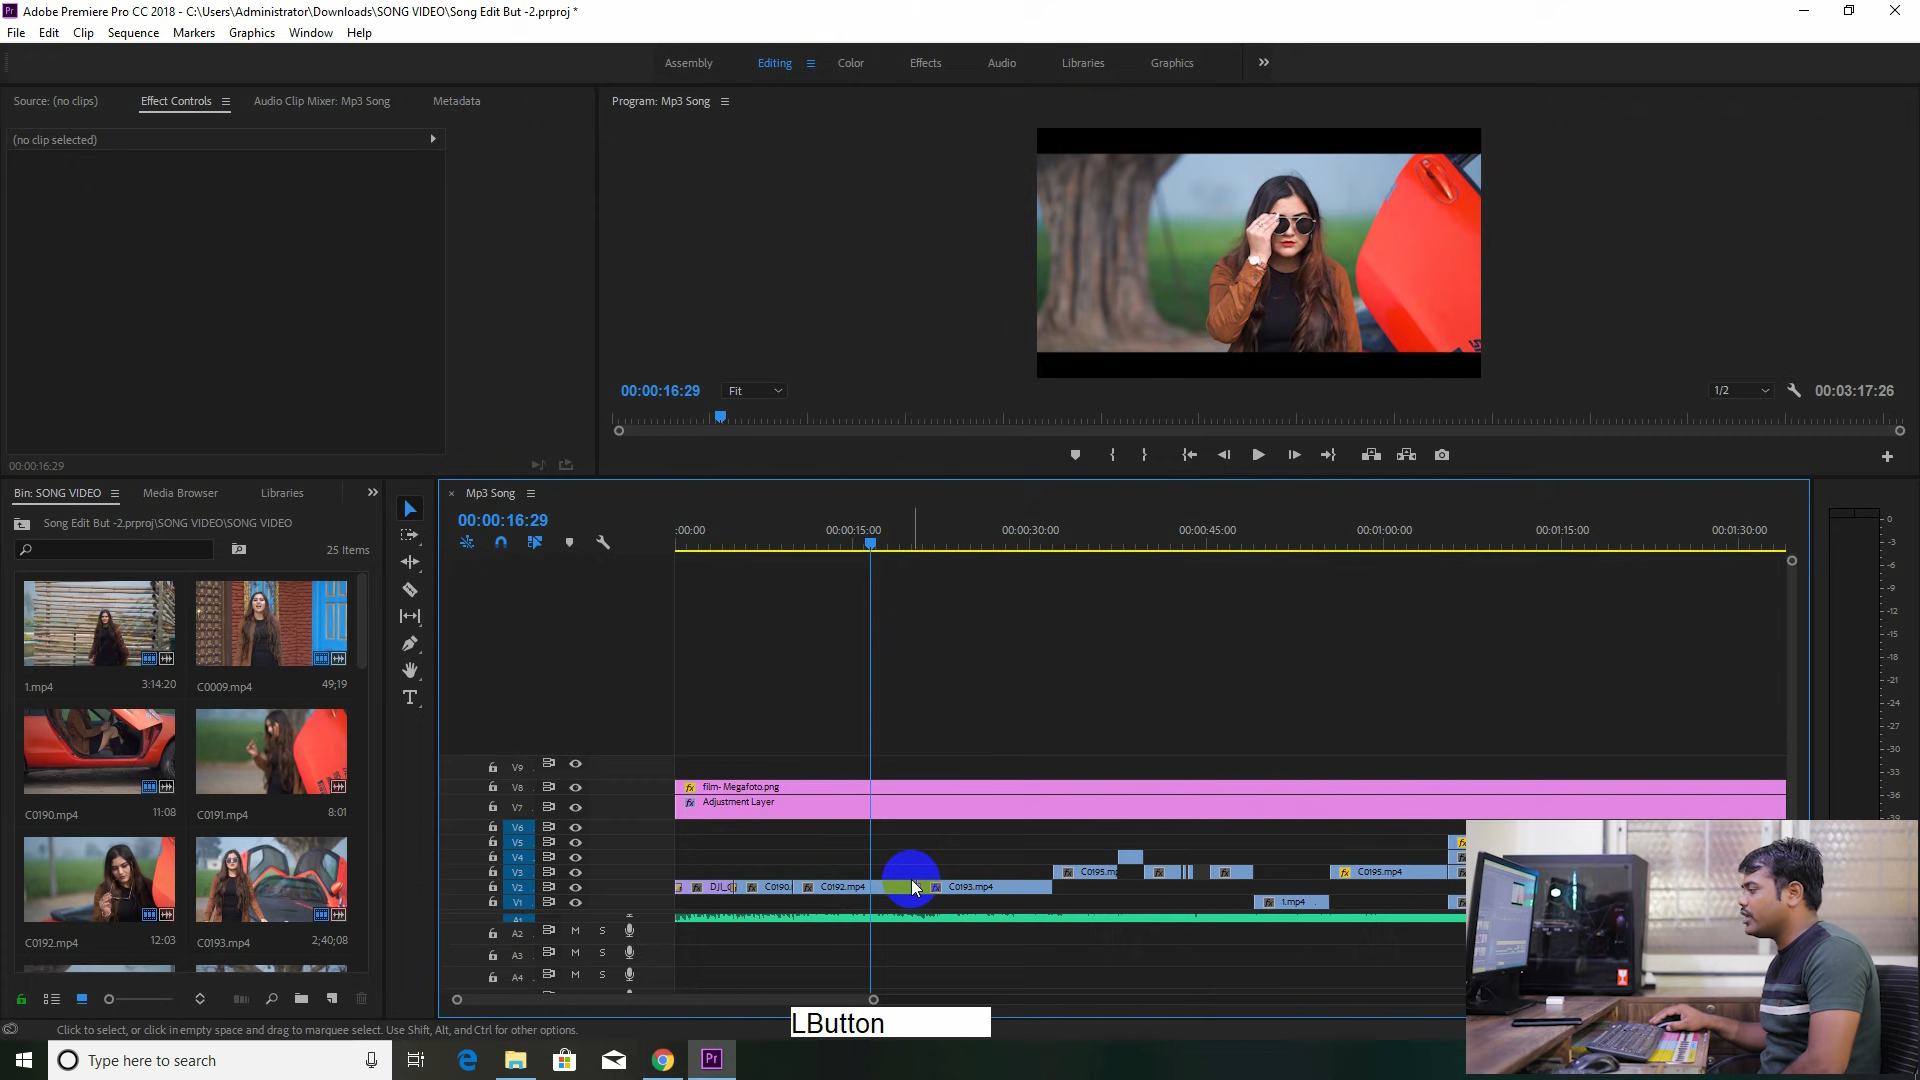 Adobe Premiere Pro CC 2018 - C:\Users\Administrator\Downloads\SONG VIDEO\Song Edit But -2.prproj *
File Edit Clip Sequence Markers Graphics Window Help
Assembly Editing Color Effects Audio Libraries Graphics
Source: (no clips) Effect Controls Audio Clip Mixer: Mp3 Song Metadata
Program: Mp3 Song
(no clip selected)
00:00:16:29 Fit 1/2 00:03:17:26
00:00:16:29
Bin: SONG VIDEO Media Browser Libraries
Song Edit But -2.prproj\SONG VIDEO\SONG VIDEO
25 Items
1.mp4 3:14:20
C0009.mp4 49;19
C0190.mp4 11:08
C0191.mp4 8:01
C0192.mp4 12:03
C0193.mp4 2;40;08
Mp3 Song
00:00:16:29
:00:00 00:00:15:00 00:00:30:00 00:00:45:00 00:01:00:00 00:01:15:00 00:01:30:00
V9
V8 fx film- Megafoto.png
V7 fx Adjustment Layer
V6
V5
V4
V3 C0195.m C0195.mp4
V2 DJI_ C0190. C0192.mp4 C0193.mp4
V1 1.mp4
A1
A2 M S
A3 M S
A4 M S
0
-3
-6
-9
-12
-15
-18
-21
-24
-27
-30
-33
-36
LButton
Click to select, or click in empty space and drag to marquee select. Use Shift, Alt, and Ctrl for other options.
Type here to search
Pr